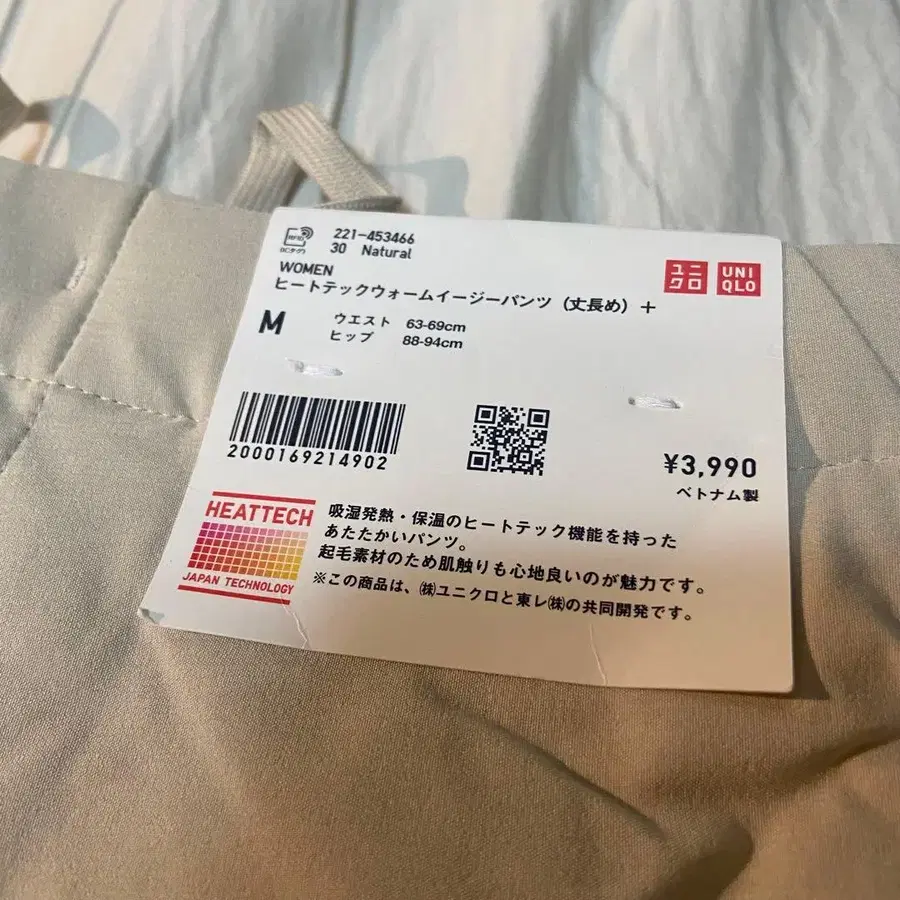 RFID
221-453466
30 Natural
WOMEN
ヒートテックウォームイージーパンツ（丈長め）＋
ユニクロ
UNIQLO
M
ウエスト 63-69cm
ヒップ 88-94cm
2000169214902
¥3,990
ベトナム製
HEATTECH
JAPAN TECHNOLOGY
吸湿発熱・保温のヒートテック機能を持った
あたたかいパンツ。
起毛素材のため肌触りも心地良いのが魅力です。
※この商品は、㈱ユニクロと東レ㈱の共同開発です。